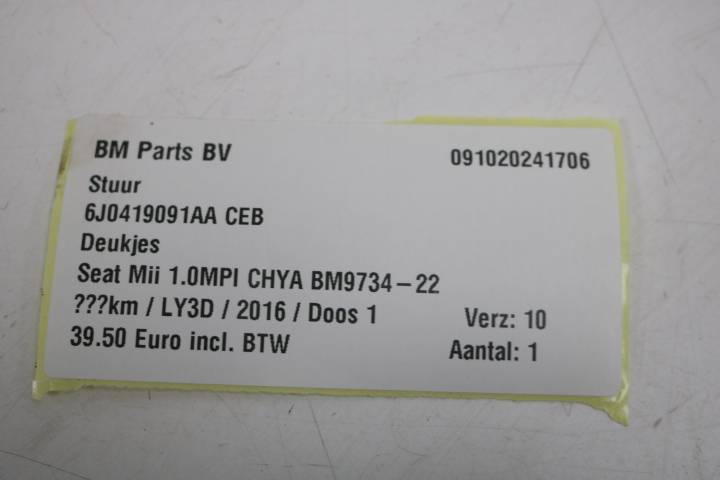 BM Parts BV 091020241706
Stuur
6J0419091AA CEB
Deukjes
Seat Mii 1.0MPI CHYA BM9734-22
???km / LY3D / 2016 / Doos 1 Verz: 10
39.50 Euro incl. BTW Aantal: 1